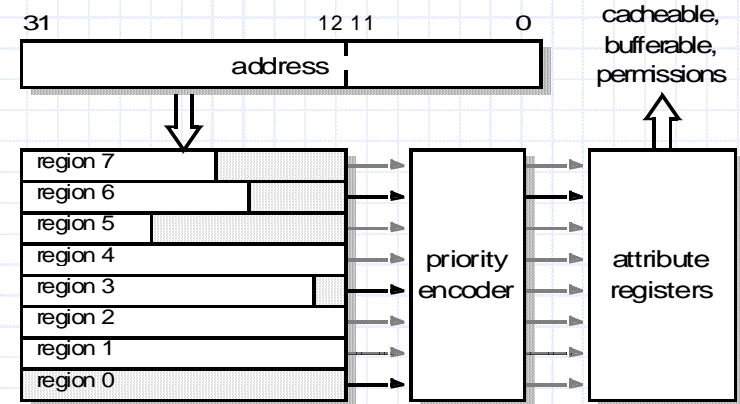 31 12 11 0
address
cacheable,
bufferable,
permissions
region 7
region 6
region 5
region 4
region 3
region 2
region 1
region 0
priority
encoder
attribute
registers